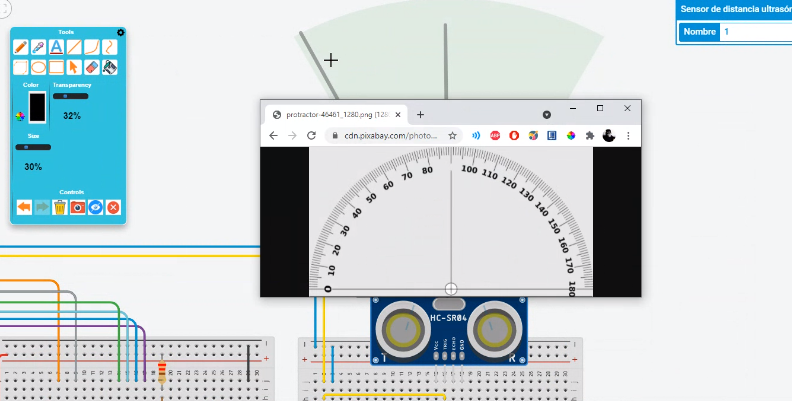 Tools
Color
Transparency
32%
Size
30%
Controls
Sensor de distancia ultrasón
Nombre 1
protractor-46461_1280.png (128
cdn.pixabay.com/photo...
ABP
0 10 20 30 40 50 60 70 80 100 110 120 130 140 150 160 170 180
HC-SR04
Vcc TRIG ECHO GND
T R